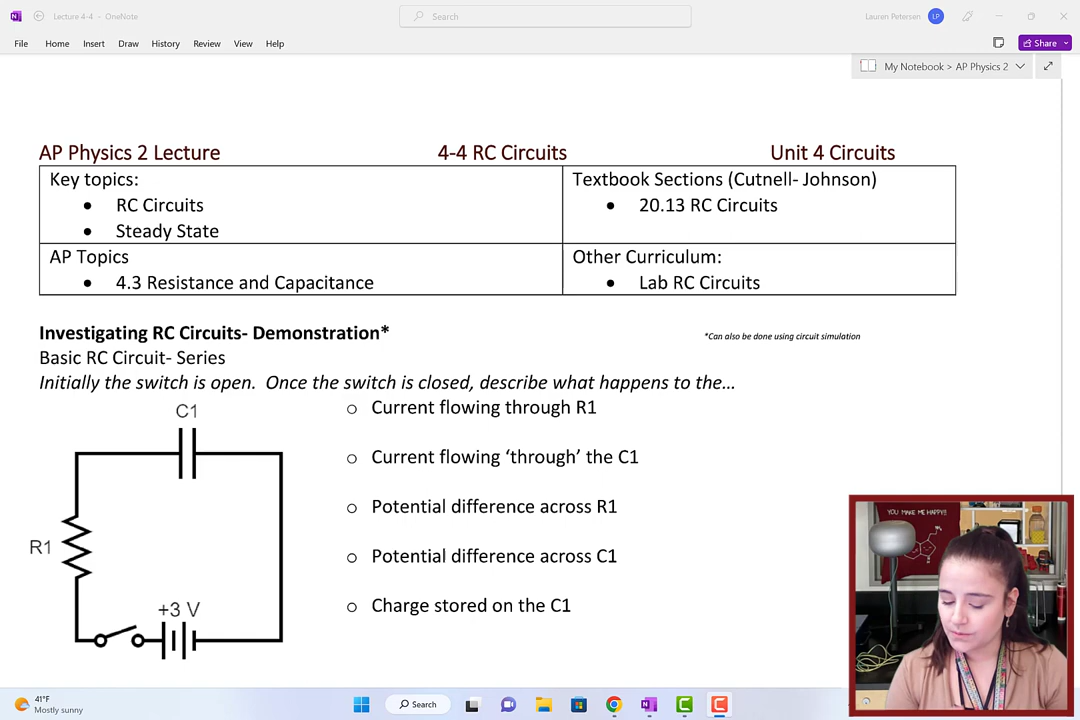 Lecture 4-4 - OneNote
Search
Lauren Petersen
LP
File Home Insert Draw History Review View Help
Share
My Notebook > AP Physics 2
AP Physics 2 Lecture 4-4 RC Circuits Unit 4 Circuits
Key topics:
• RC Circuits
• Steady State
Textbook Sections (Cutnell- Johnson)
• 20.13 RC Circuits
AP Topics
• 4.3 Resistance and Capacitance
Other Curriculum:
• Lab RC Circuits
Investigating RC Circuits- Demonstration*
*Can also be done using circuit simulation
Basic RC Circuit- Series
Initially the switch is open. Once the switch is closed, describe what happens to the…
C1
R1
+3 V
o Current flowing through R1
o Current flowing ‘through’ the C1
o Potential difference across R1
o Potential difference across C1
o Charge stored on the C1
YOU MAKE ME HAPPY!!
41°F
Mostly sunny
Search